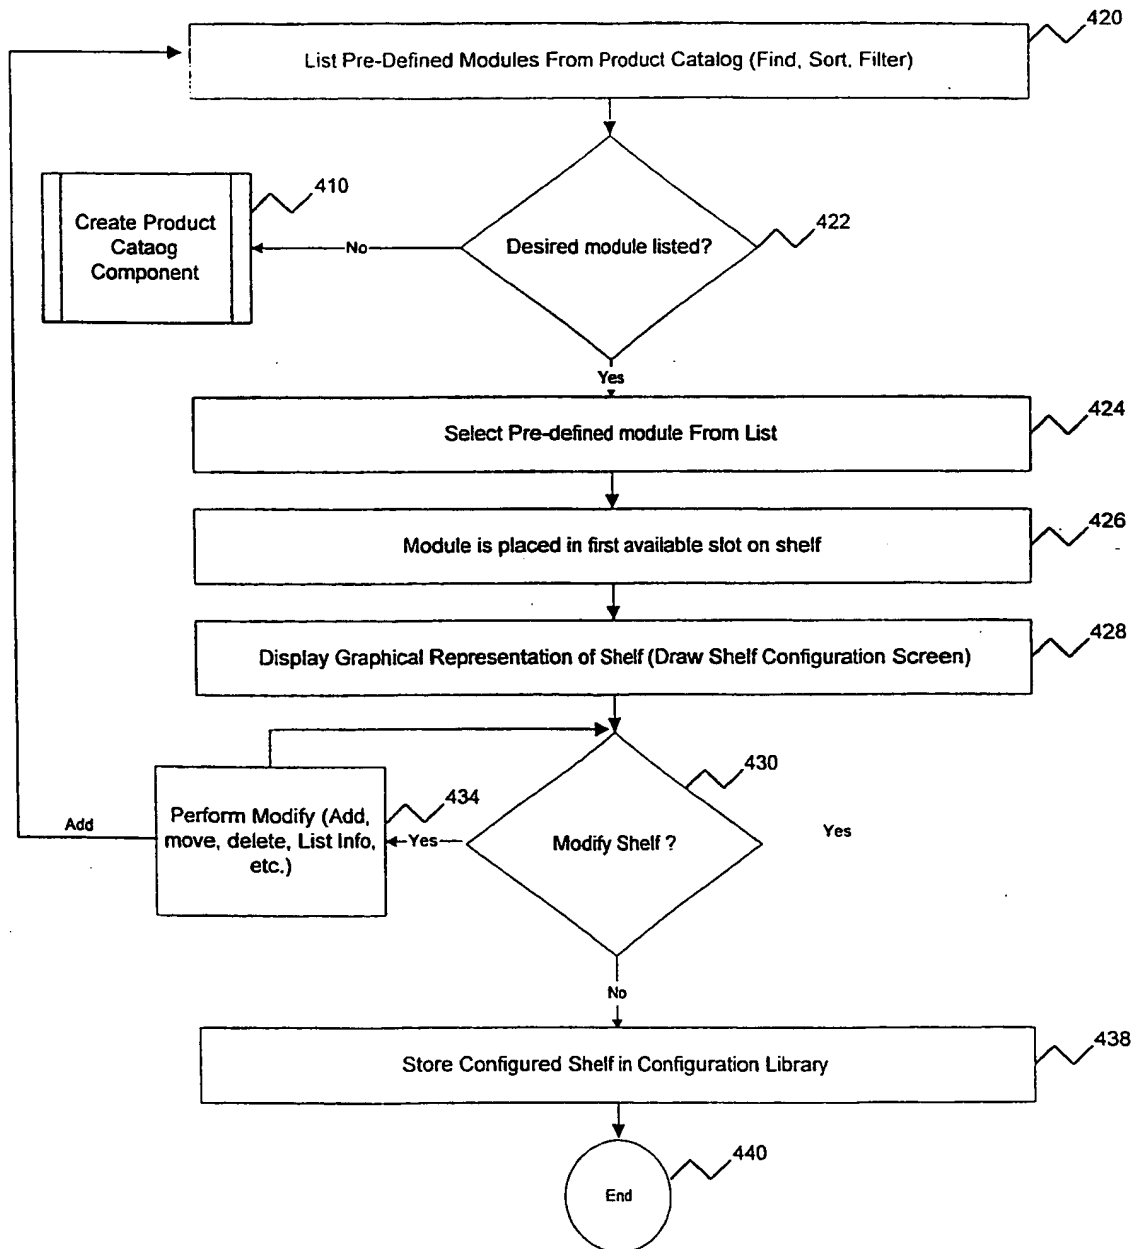 420
List Pre-Defined Modules From Product Catalog (Find, Sort, Filter)
410
Create Product
Cataog
Component
No
Desired module listed?
422
Yes
424
Select Pre-defined module From List
426
Module is placed in first available slot on shelf
428
Display Graphical Representation of Shelf (Draw Shelf Configuration Screen)
430
434
Add
Perform Modify (Add,
move, delete, List Info,
etc.)
Yes
Modify Shelf ?
Yes
No
438
Store Configured Shelf in Configuration Library
440
End